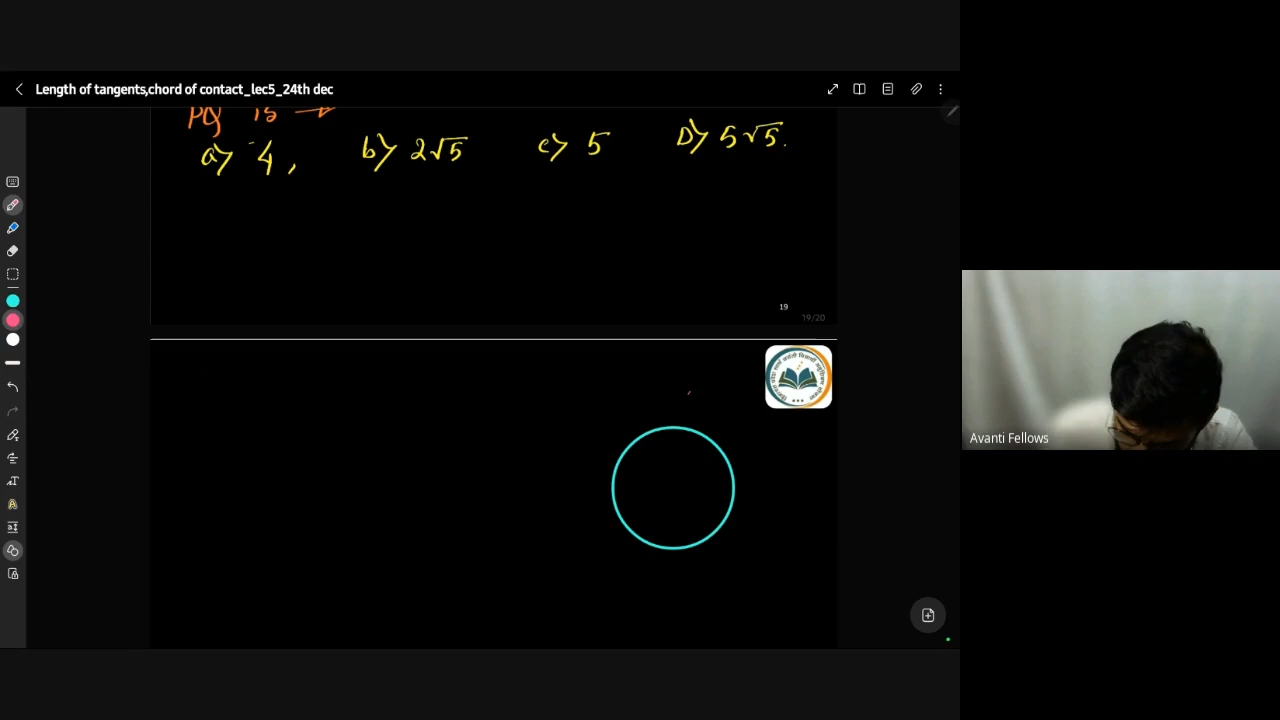 Length of tangents,chord of contact_lec5_24th dec
PQ is →
a) 4, b) 2√5 c) 5 D) 5√5.
19
19/20
Avanti Fellows